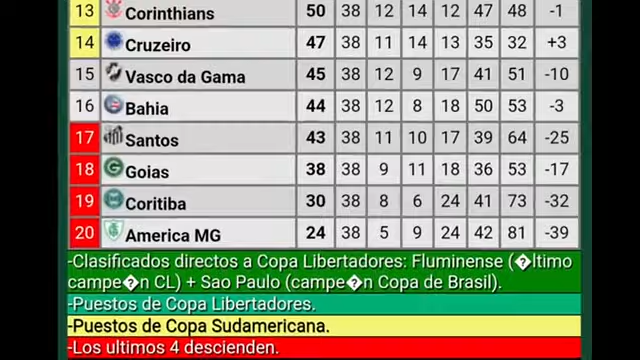 13 Corinthians 50 38 12 14 12 47 48 -1
14 Cruzeiro 47 38 11 14 13 35 32 +3
15 Vasco da Gama 45 38 12 9 17 41 51 -10
16 Bahia 44 38 12 8 18 50 53 -3
17 Santos 43 38 11 10 17 39 64 -25
18 Goias 38 38 9 11 18 36 53 -17
19 Coritiba 30 38 8 6 24 41 73 -32
20 America MG 24 38 5 9 24 42 81 -39
-Clasificados directos a Copa Libertadores: Fluminense (�ltimo
campe�n CL) + Sao Paulo (campe�n Copa de Brasil).
-Puestos de Copa Libertadores.
-Puestos de Copa Sudamericana.
-Los ultimos 4 descienden.